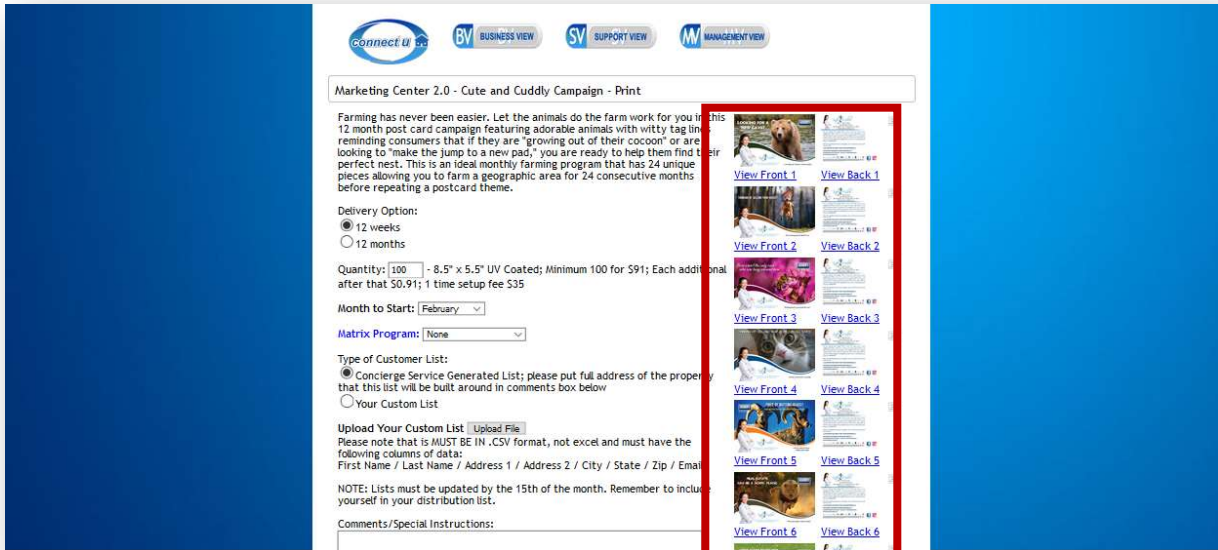 connect U
BV BUSINESS VIEW
SV SUPPORT VIEW
MV MANAGEMENT VIEW
Marketing Center 2.0 - Cute and Cuddly Campaign - Print
Farming has never been easier. Let the animals do the farm work for you in this
12 month post card campaign featuring adorable animals with witty tag lines
reminding consumers that if they are "growing out of their cocoon" or are
looking to "make the jump to a new pad," you are ready to help them find their
perfect nest. This is an ideal monthly farming program that has 24 unique
pieces allowing you to farm a geographic area for 24 consecutive months
before repeating a postcard theme.
Delivery Option:
12 weeks
12 months
Quantity: 100 - 8.5" x 5.5" UV Coated; Minimum 100 for $91; Each additional
after that $0.91; 1 time setup fee $35
Month to Start: February
Matrix Program: None
Type of Customer List:
Concierge Service Generated List; please put full address of the property
that this list will be built around in comments box below
Your Custom List
Upload Your Custom List Upload File
Please note that is MUST BE IN .CSV format, not excel and must have the
following columns of data:
First Name / Last Name / Address 1 / Address 2 / City / State / Zip / Email
NOTE: Lists must be updated by the 15th of the month. Remember to include
yourself in your distribution list.
Comments/Special Instructions:
View Front 1 View Back 1
View Front 2 View Back 2
View Front 3 View Back 3
View Front 4 View Back 4
View Front 5 View Back 5
View Front 6 View Back 6